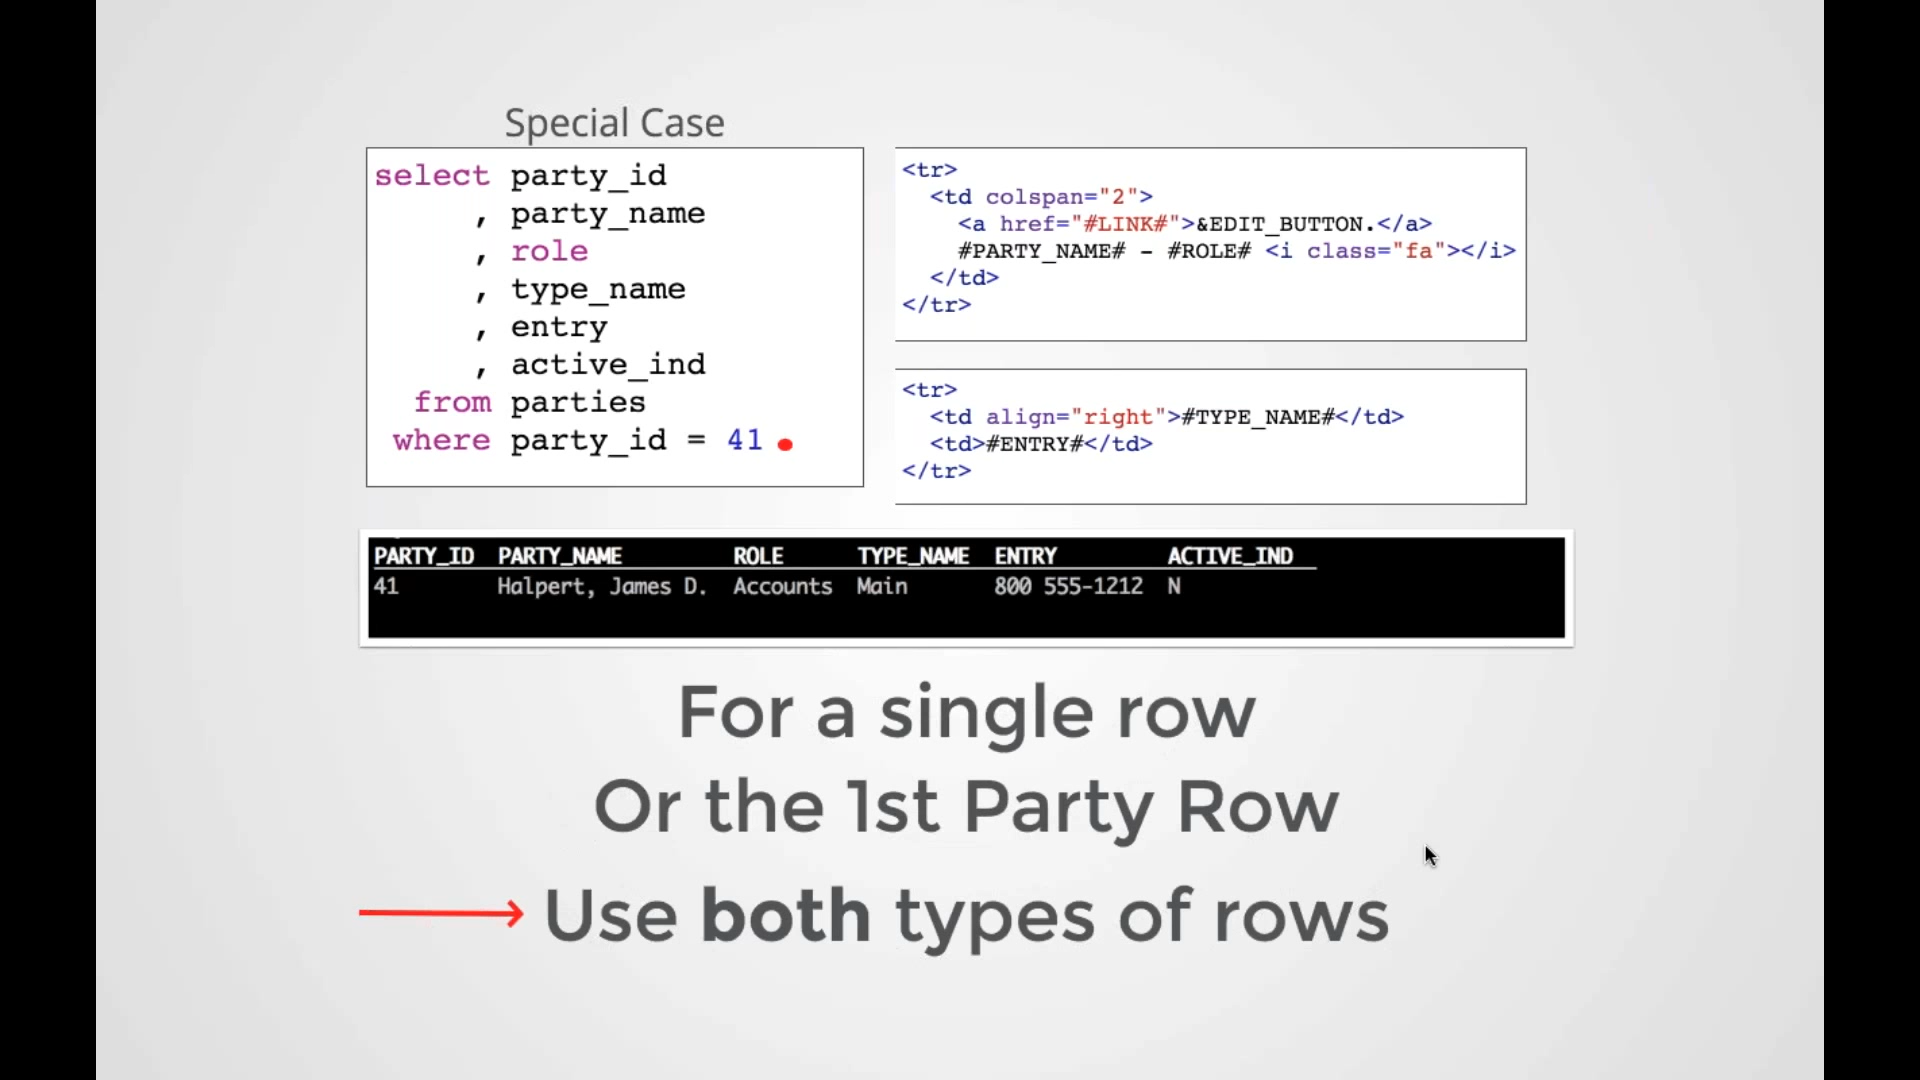 Special Case
select party_id
, party_name
, role
, type_name
, entry
, active_ind
from parties
where party_id = 41
<tr>
<td colspan="2">
<a href="#LINK#">&EDIT_BUTTON.</a>
#PARTY_NAME# - #ROLE# <i class="fa"></i>
</td>
</tr>
<tr>
<td align="right">#TYPE_NAME#</td>
<td>#ENTRY#</td>
</tr>
PARTY_ID PARTY_NAME ROLE TYPE_NAME ENTRY ACTIVE_IND
41 Halpert, James D. Accounts Main 800 555-1212 N
For a single row
Or the 1st Party Row
Use both types of rows